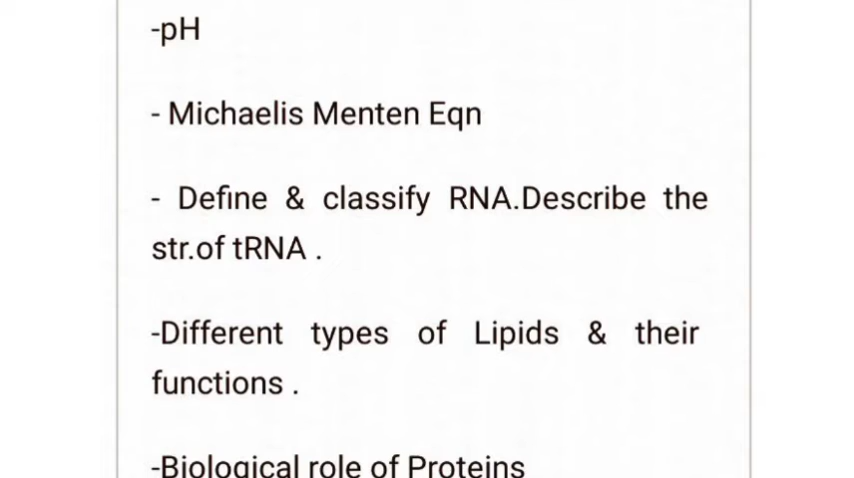 -pH
- Michaelis Menten Eqn
- Define & classify RNA.Describe the
str.of tRNA .
-Different types of Lipids & their
functions .
-Biological role of Proteins